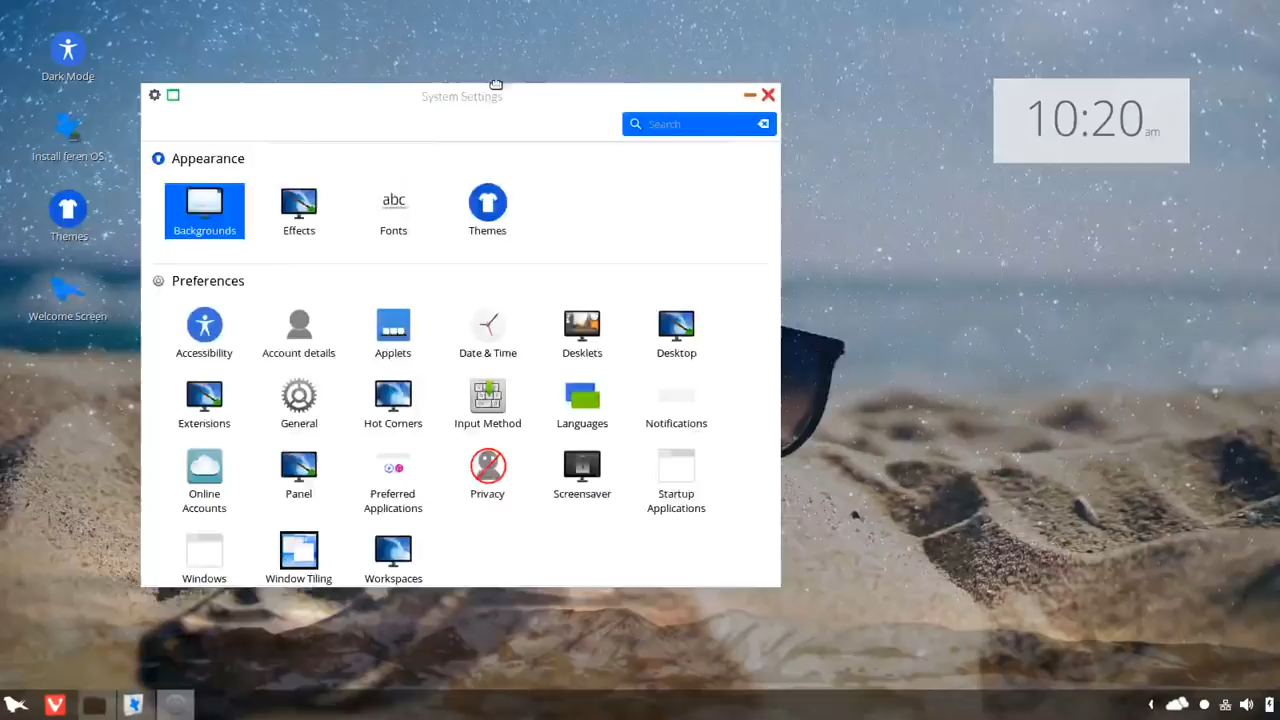 Dark Mode
Install feren OS
Themes
Welcome Screen
System Settings
Search
10:20 am
Appearance
Backgrounds
Effects
abc
Fonts
Themes
Preferences
Accessibility
Account details
Applets
Date & Time
Desklets
Desktop
Extensions
General
Hot Corners
Input Method
Languages
Notifications
Online
Accounts
Panel
Preferred
Applications
Privacy
Screensaver
Startup
Applications
Windows
Window Tiling
Workspaces